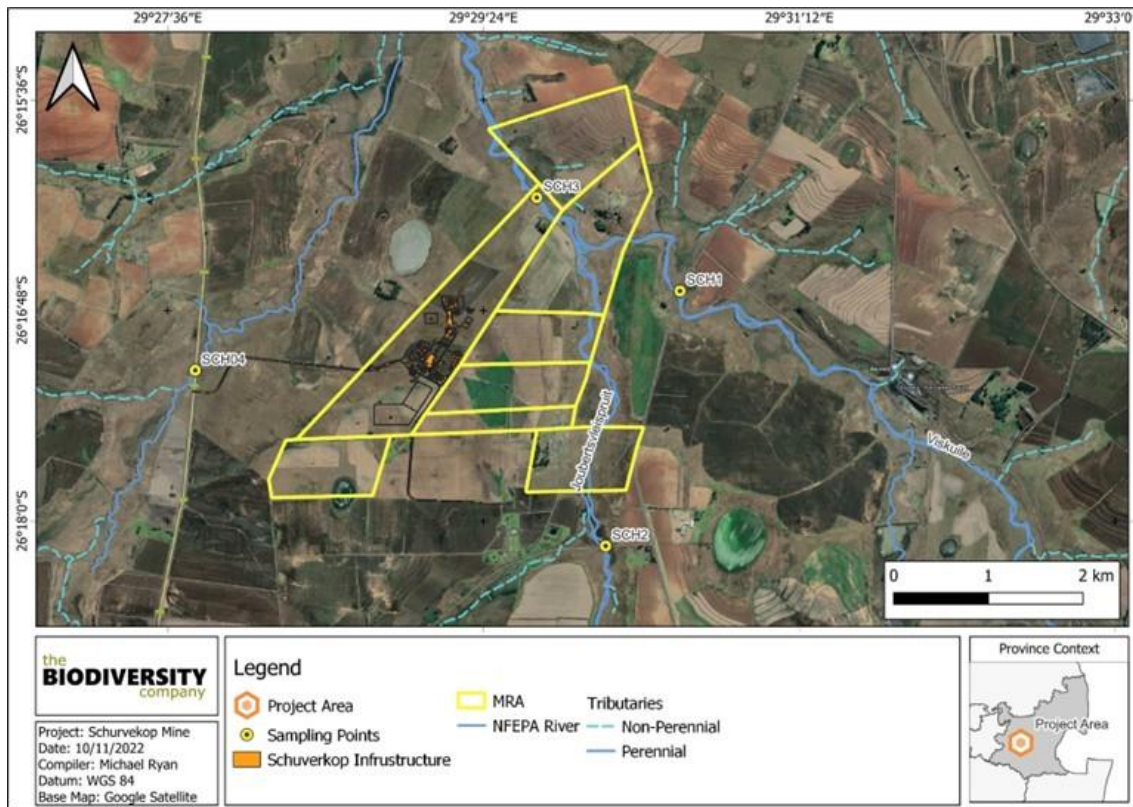 29°27'36"E
29°29'24"E
29°31'12"E
29°33'0"E
26°15'36"S
26°16'48"S
26°18'0"S
SCH3
SCH1
SCH04
Joubertsvleispruit
Viskuile
SCH2
0 1 2 km
the
BIODIVERSITY
company
Project: Schurvekop Mine
Date: 10/11/2022
Compiler: Michael Ryan
Datum: WGS 84
Base Map: Google Satellite
Legend
Project Area
Sampling Points
Schuverkop Infrustructure
MRA
NFEPA River
Tributaries
Non-Perennial
Perennial
Province Context
Project Area